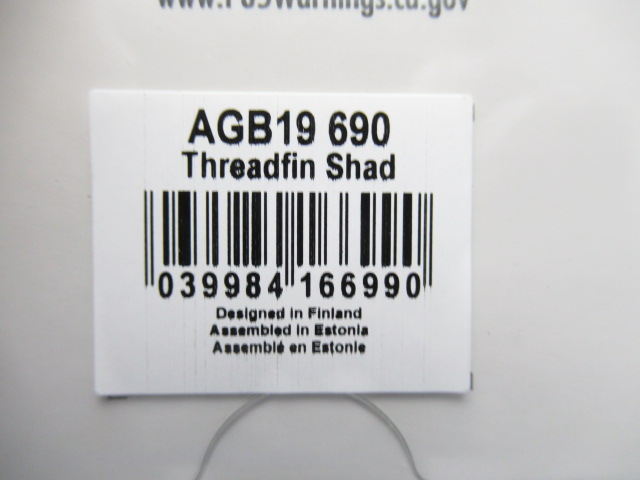 www.P65Warnings.ca.gov
AGB19 690
Threadfin Shad
039984 166990
Designed in Finland
Assembled in Estonia
Assemblé en Estonie